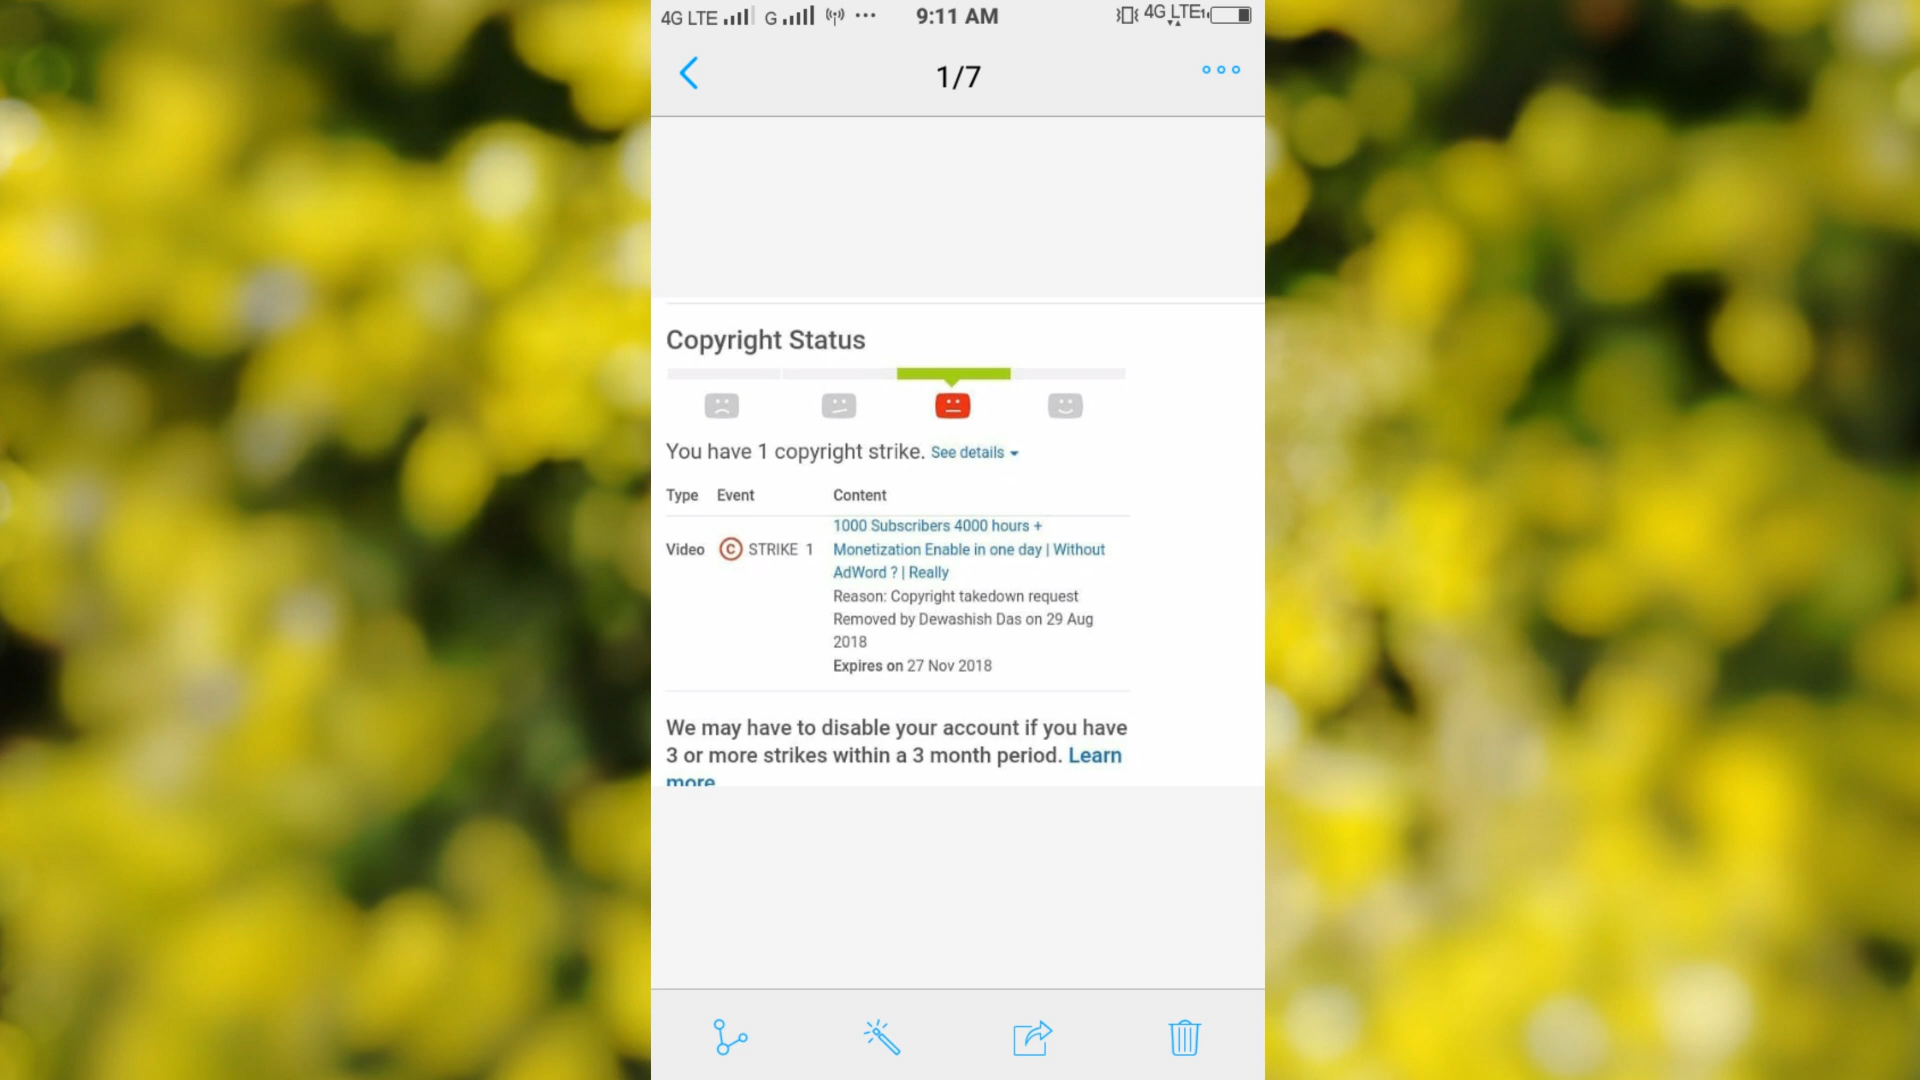 4G LTE G 9:11 AM 4G LTE
1/7
Copyright Status
You have 1 copyright strike. See details
Type Event Content
1000 Subscribers 4000 hours +
Video C STRIKE 1 Monetization Enable in one day | Without
AdWord ? | Really
Reason: Copyright takedown request
Removed by Dewashish Das on 29 Aug
2018
Expires on 27 Nov 2018
We may have to disable your account if you have
3 or more strikes within a 3 month period. Learn
more